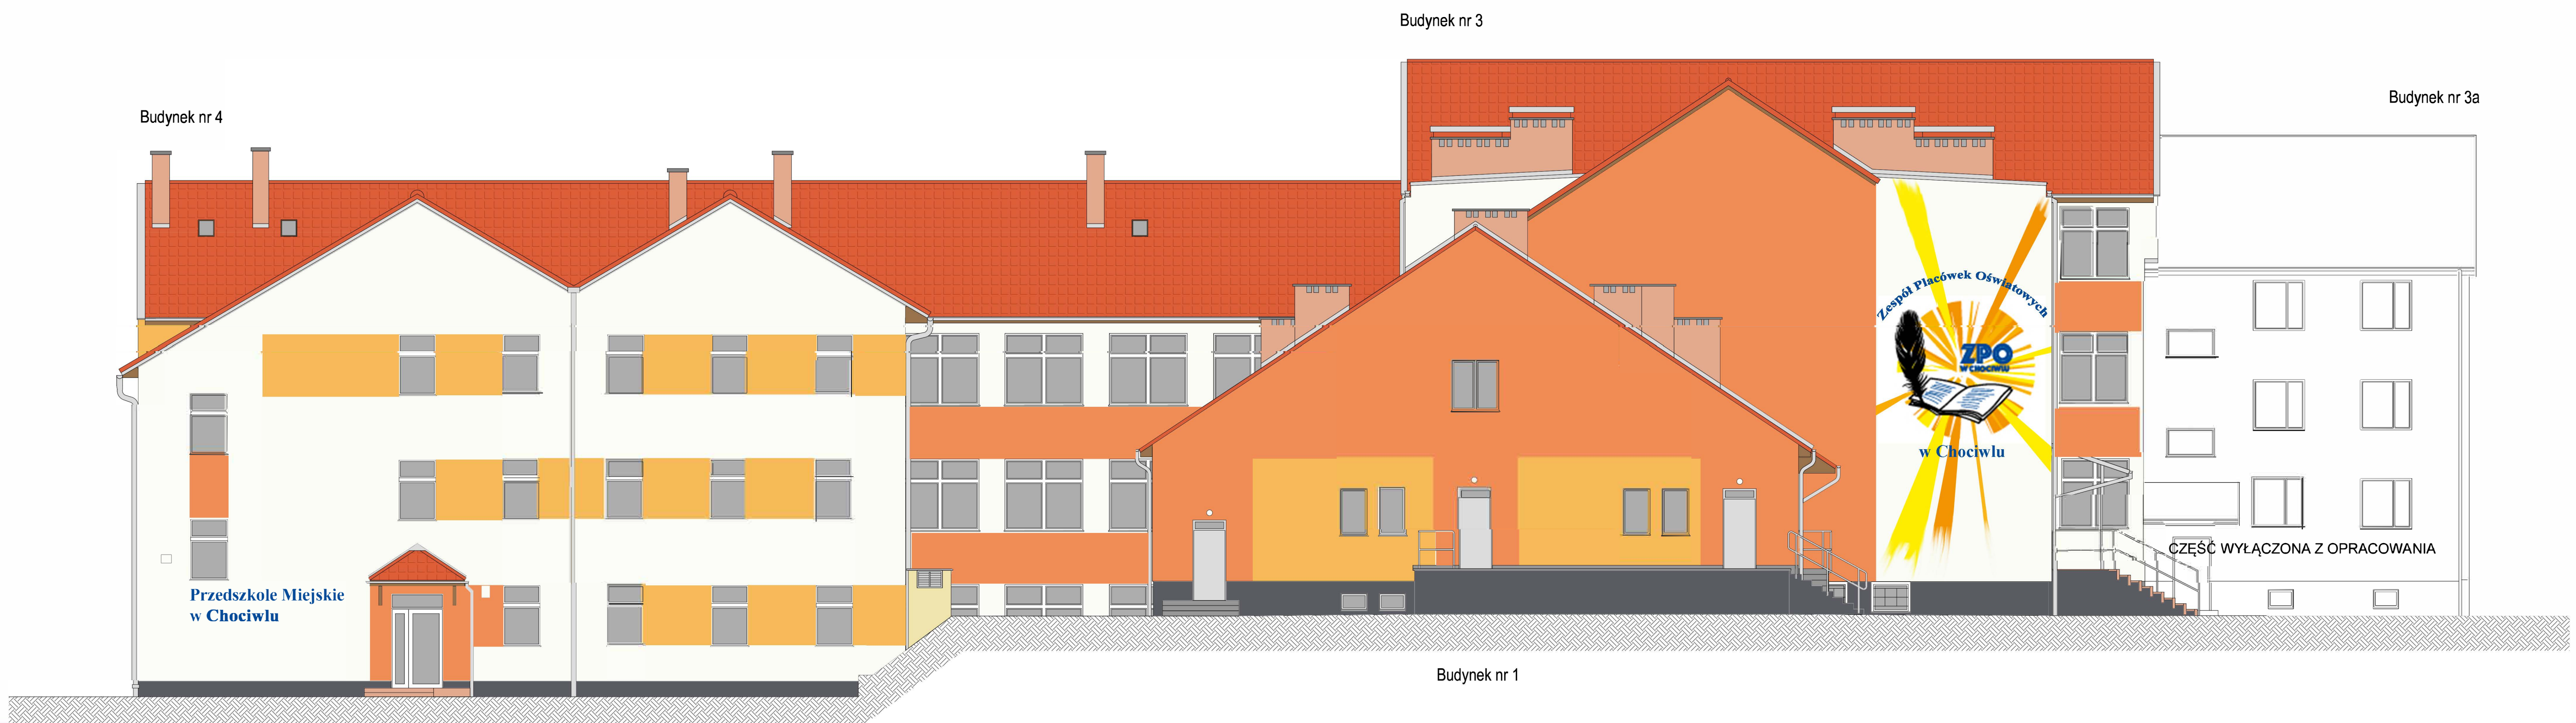 Budynek nr 3
Budynek nr 3a
Budynek nr 4
Zespół Placówek Oświatowych
ZPO
W CHOCIWLU
w Chociwlu
CZĘŚĆ WYŁĄCZONA Z OPRACOWANIA
Przedszkole Miejskie
w Chociwlu
Budynek nr 1